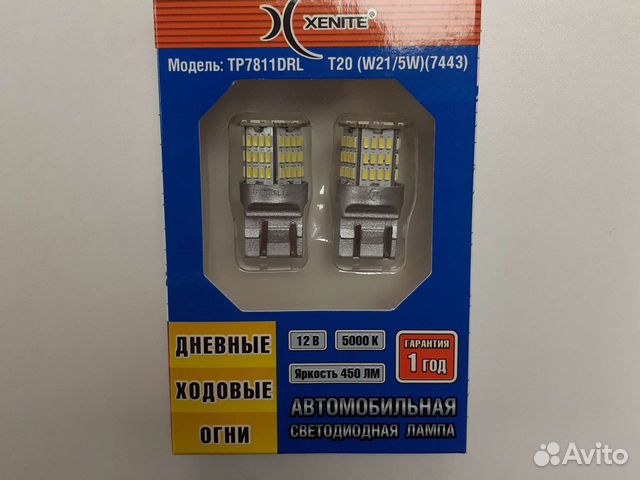 XENITE®
Модель: TP7811DRL T20 (W21/5W)(7443)
ДНЕВНЫЕ
ХОДОВЫЕ
ОГНИ
12 В 5000 К
Яркость 450 ЛМ
ГАРАНТИЯ
1 ГОД
АВТОМОБИЛЬНАЯ
СВЕТОДИОДНАЯ ЛАМПА
Avito